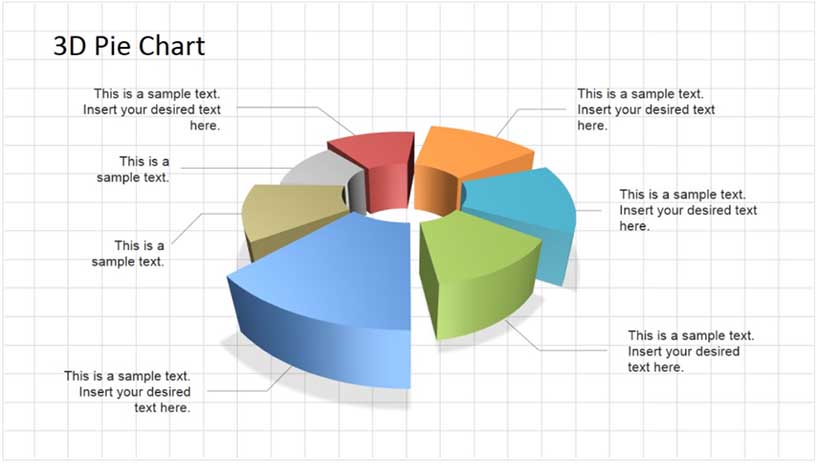 3D Pie Chart
This is a sample text.
Insert your desired text
here.
This is a sample text.
Insert your desired text
here.
This is a
sample text.
This is a sample text.
Insert your desired text
here.
This is a
sample text.
This is a sample text.
Insert your desired
text here.
This is a sample text.
Insert your desired
text here.